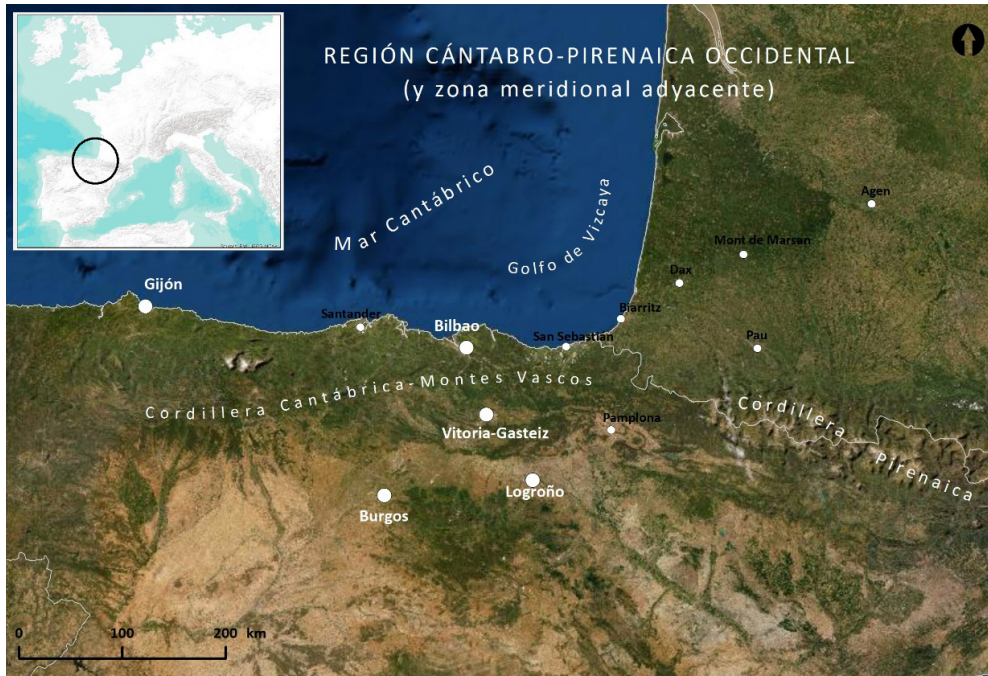 REGIÓN CÁNTABRO-PIRENAICA OCCIDENTAL
(y zona meridional adyacente)
Mar Cantábrico
Golfo de Vizcaya
Agen
Mont de Marsan
Dax
Gijón
Santander
Biarritz
Bilbao
San Sebastián
Pau
Cordillera Cantábrica-Montes Vascos
Cordillera
Pirenaica
Pamplona
Vitoria-Gasteiz
Logroño
Burgos
0 100 200 km